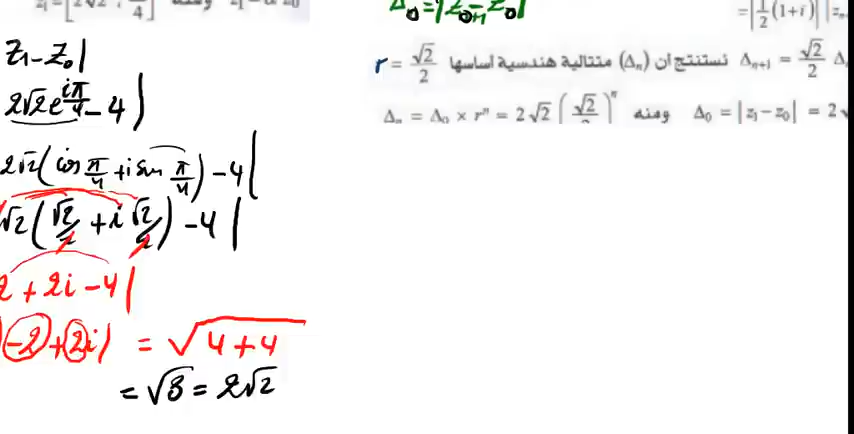 Δ₀ = |z₀₊₁ - z₀|
= |1/2 (1+i)| |z
Δₙ₊₁ = √2/2 Δ نستنتج أن (Δₙ) متتالية هندسية أساسها r = √2/2
Δ₀ = |z₁ - z₀| = 2 ومنه Δₙ = Δ₀ × rⁿ = 2√2 (√2/2)ⁿ
z₁ - z₀|
2√2 e^{iπ/4} - 4|
2√2 (cos π/4 + i sin π/4) - 4|
√2 (√2/2 + i √2/2) - 4|
2 + 2i - 4|
|-2 + 2i| = √(4+4)
= √8 = 2√2